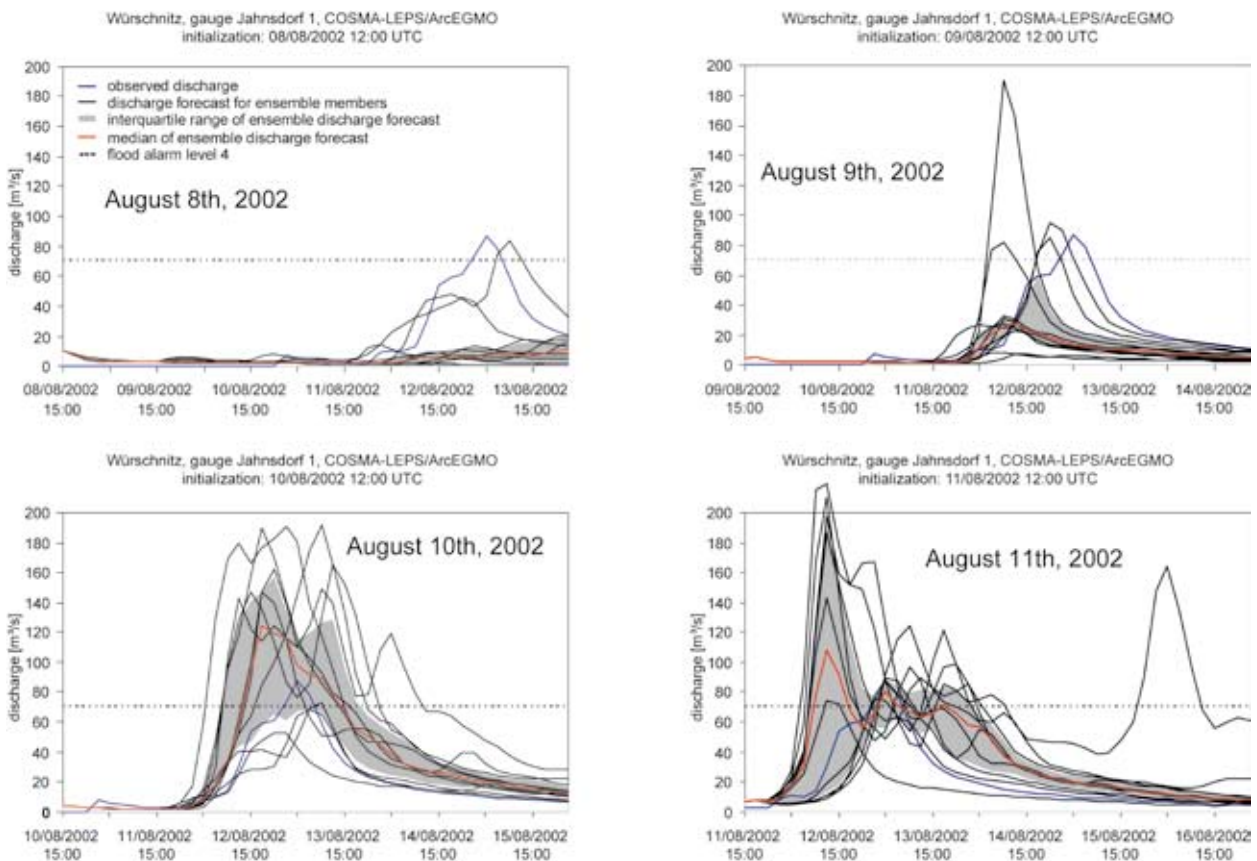 Würschnitz, gauge Jahnsdorf 1, COSMA-LEPS/ArcEGMO
initialization: 08/08/2002 12:00 UTC
200
180
160
140
120
100
80
60
40
20
0
discharge [m³/s]
observed discharge
discharge forecast for ensemble members
interquartile range of ensemble discharge forecast
median of ensemble discharge forecast
flood alarm level 4
August 8th, 2002
08/08/2002 09/08/2002 10/08/2002 11/08/2002 12/08/2002 13/08/2002
15:00 15:00 15:00 15:00 15:00 15:00
Würschnitz, gauge Jahnsdorf 1, COSMA-LEPS/ArcEGMO
initialization: 09/08/2002 12:00 UTC
200
180
160
140
120
100
80
60
40
20
0
discharge [m³/s]
August 9th, 2002
09/08/2002 10/08/2002 11/08/2002 12/08/2002 13/08/2002 14/08/2002
15:00 15:00 15:00 15:00 15:00 15:00
Würschnitz, gauge Jahnsdorf 1, COSMA-LEPS/ArcEGMO
initialization: 10/08/2002 12:00 UTC
200
180
160
140
120
100
80
60
40
20
0
discharge [m³/s]
August 10th, 2002
10/08/2002 11/08/2002 12/08/2002 13/08/2002 14/08/2002 15/08/2002
15:00 15:00 15:00 15:00 15:00 15:00
Würschnitz, gauge Jahnsdorf 1, COSMA-LEPS/ArcEGMO
initialization: 11/08/2002 12:00 UTC
200
180
160
140
120
100
80
60
40
20
0
discharge [m³/s]
August 11th, 2002
11/08/2002 12/08/2002 13/08/2002 14/08/2002 15/08/2002 16/08/2002
15:00 15:00 15:00 15:00 15:00 15:00